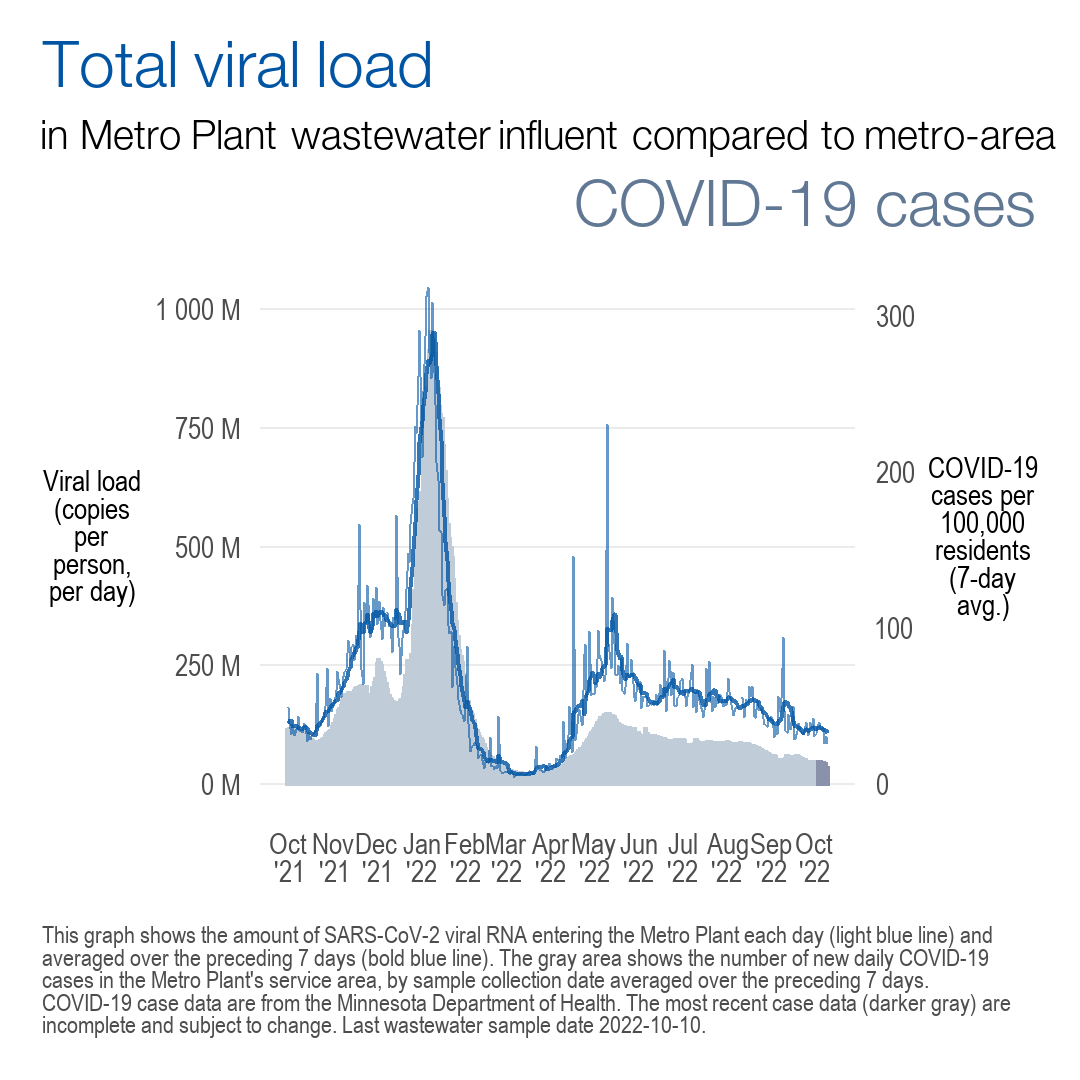 Total viral load
in Metro Plant wastewater influent compared to metro-area
COVID-19 cases
1 000 M
750 M
500 M
250 M
0 M
Viral load
(copies
per
person,
per day)
300
200
100
0
COVID-19
cases per
100,000
residents
(7-day
avg.)
Oct Nov Dec Jan Feb Mar Apr May Jun Jul Aug Sep Oct
'21 '21 '21 '22 '22 '22 '22 '22 '22 '22 '22 '22 '22
This graph shows the amount of SARS-CoV-2 viral RNA entering the Metro Plant each day (light blue line) and
averaged over the preceding 7 days (bold blue line). The gray area shows the number of new daily COVID-19
cases in the Metro Plant's service area, by sample collection date averaged over the preceding 7 days.
COVID-19 case data are from the Minnesota Department of Health. The most recent case data (darker gray) are
incomplete and subject to change. Last wastewater sample date 2022-10-10.